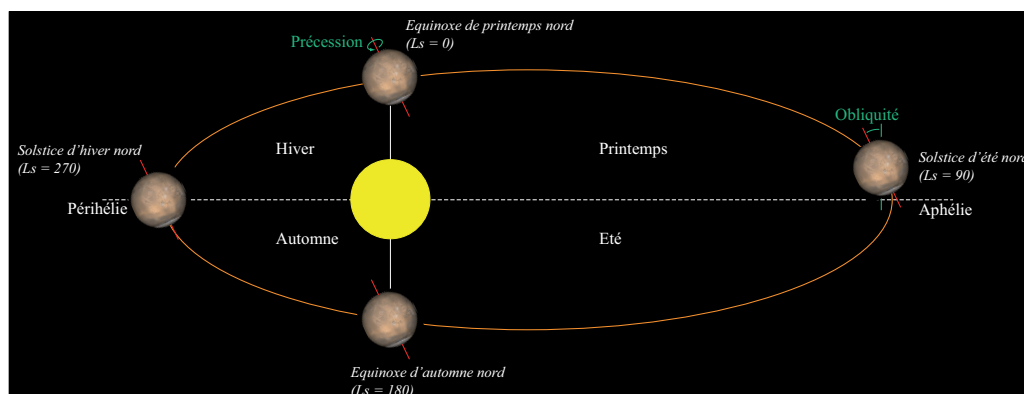 Equinoxe de printemps nord
(Ls = 0)
Précession
Obliquité
Solstice d'hiver nord
(Ls = 270)
Hiver
Printemps
Solstice d'été nord
(Ls = 90)
Périhélie
Aphélie
Automne
Eté
Equinoxe d'automne nord
(Ls = 180)